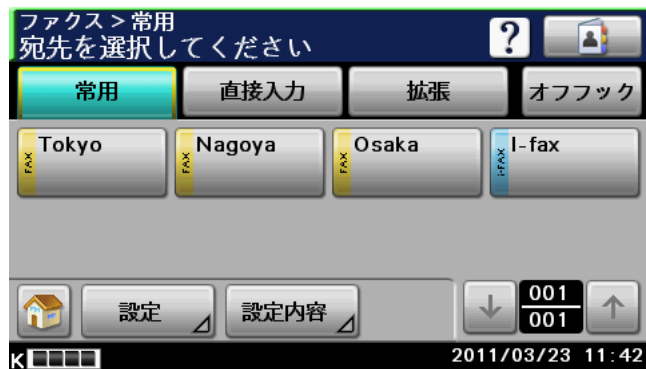 ファクス > 常用
宛先を選択してください
?
常用 直接入力 拡張 オフフック
FAX Tokyo FAX Nagoya FAX Osaka i-FAX I-fax
設定 設定内容 001
001
K 2011/03/23 11:42